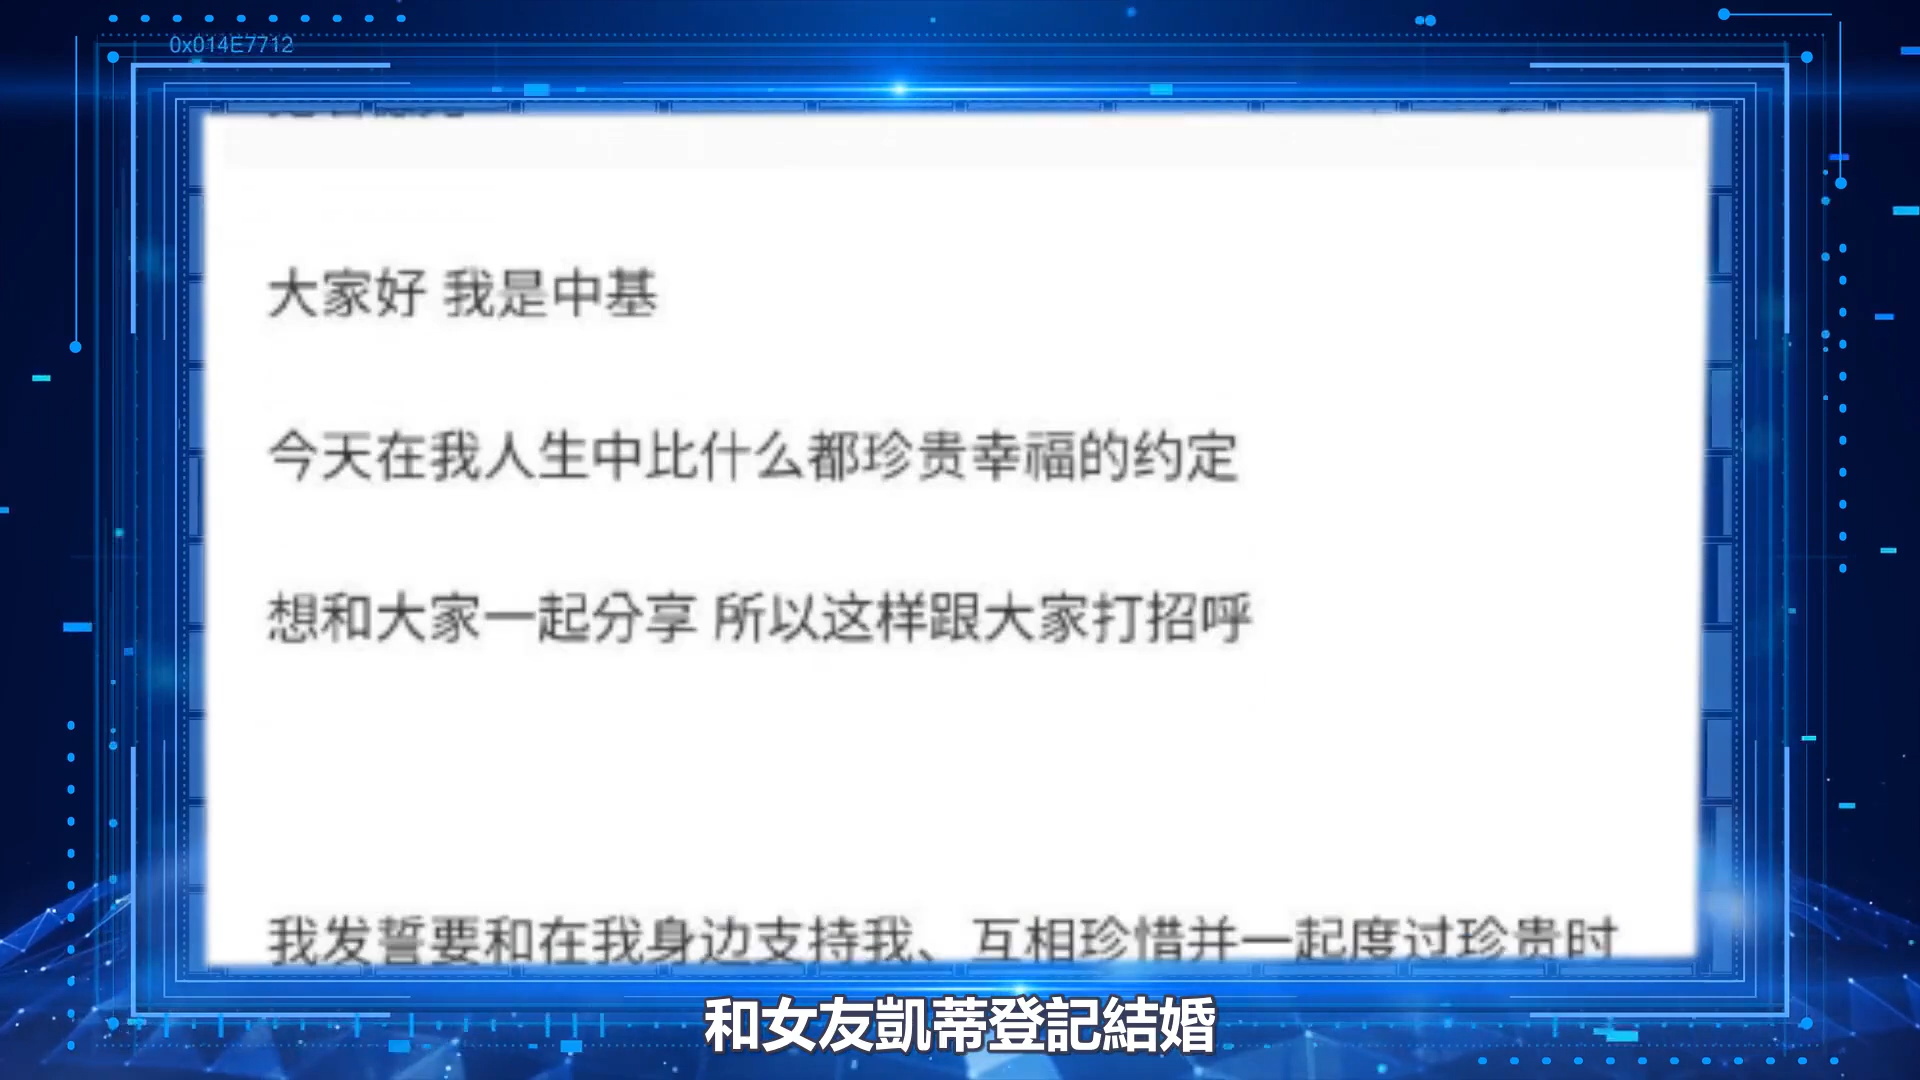 0x014E7712
大家好 我是中基
今天在我人生中比什么都珍贵幸福的约定
想和大家一起分享 所以这样跟大家打招呼
我发誓要和在我身边支持我、互相珍惜并一起度过珍贵时
和女友凱蒂登記結婚